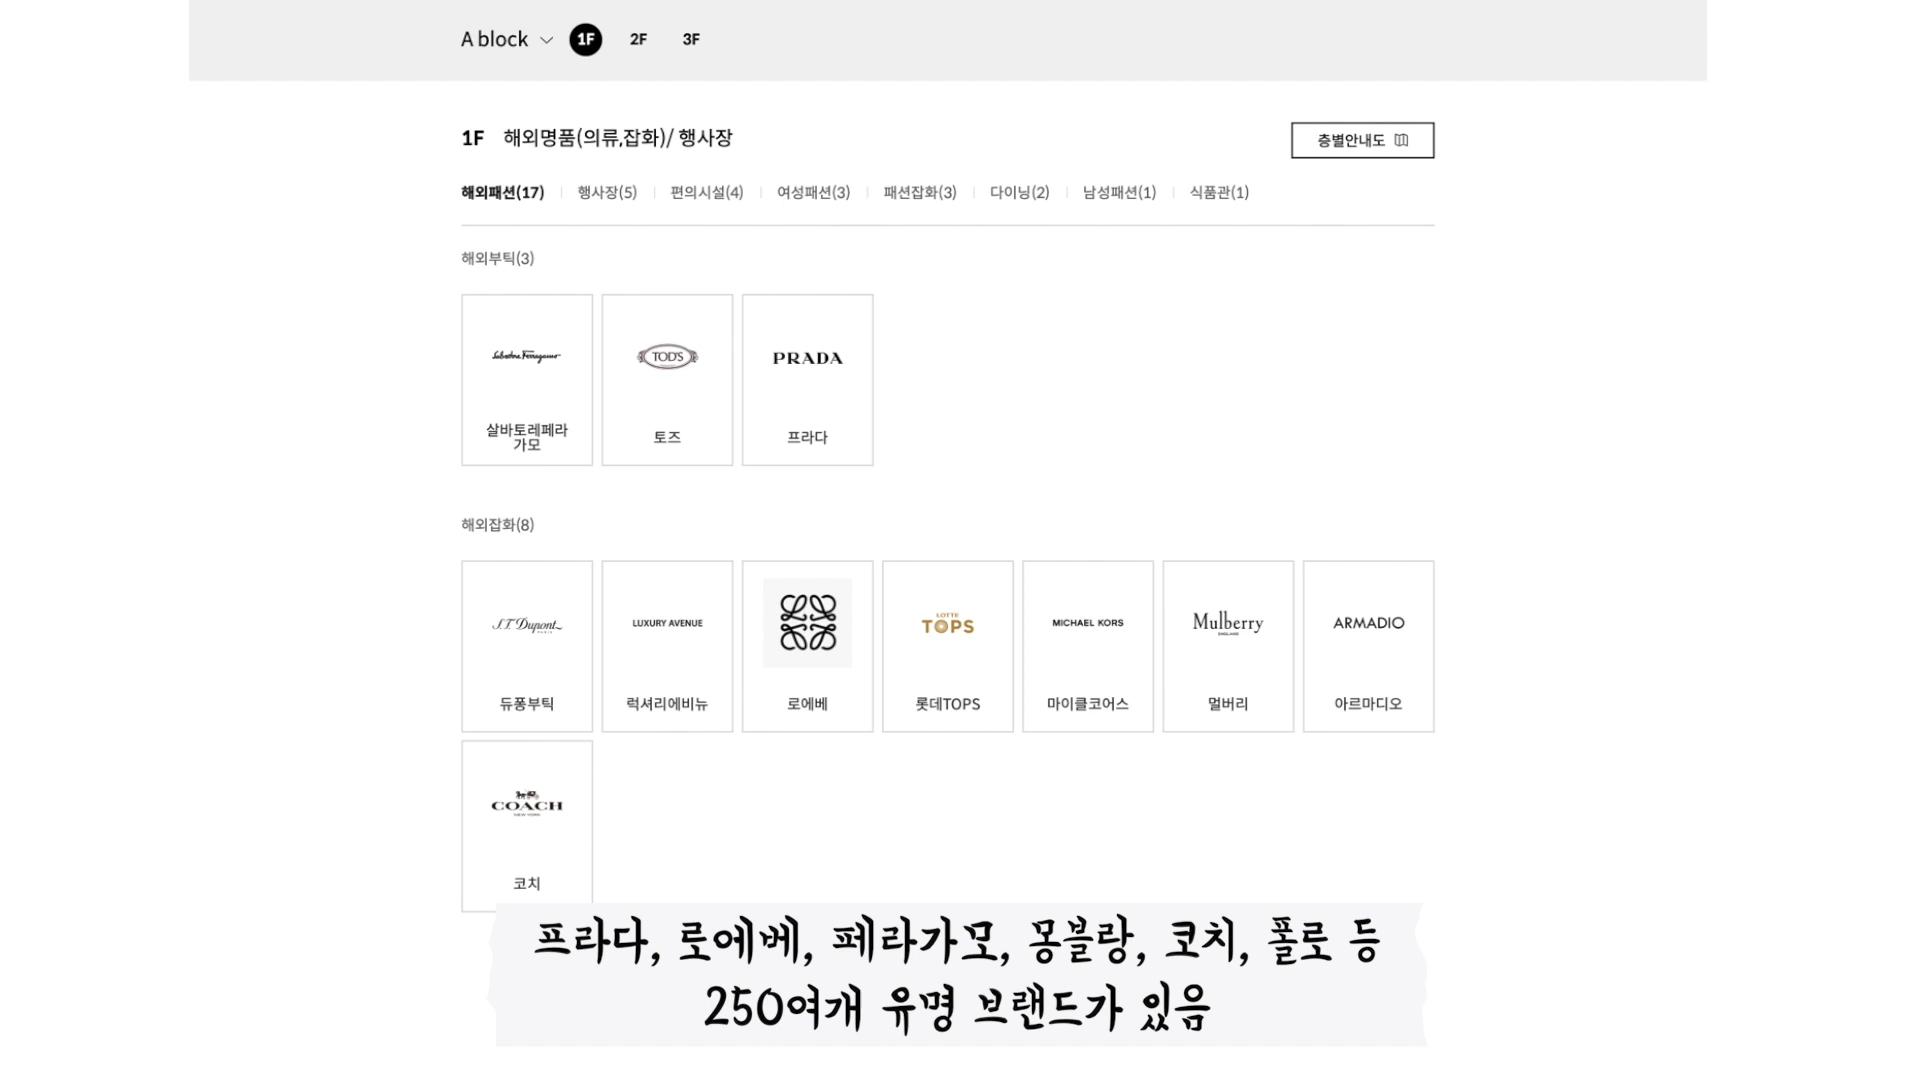 A block 1F 2F 3F
1F 해외명품(의류,잡화)/ 행사장 층별안내도
해외패션(17) 행사장(5) 편의시설(4) 여성패션(3) 패션잡화(3) 다이닝(2) 남성패션(1) 식품관(1)
해외부틱(3)
Salvatore Ferragamo TOD'S PRADA
살바토레페라
가모
토즈 프라다
해외잡화(8)
S.T. Dupont PARIS LUXURY AVENUE LOTTE TOPS MICHAEL KORS Mulberry ENGLAND ARMADIO
듀퐁부틱 럭셔리에비뉴 로에베 롯데TOPS 마이클코어스 멀버리 아르마디오
COACH
NEW YORK
코치
프라다, 로에베, 페라가모, 몽블랑, 코치, 폴로 등
250여개 유명 브랜드가 있음